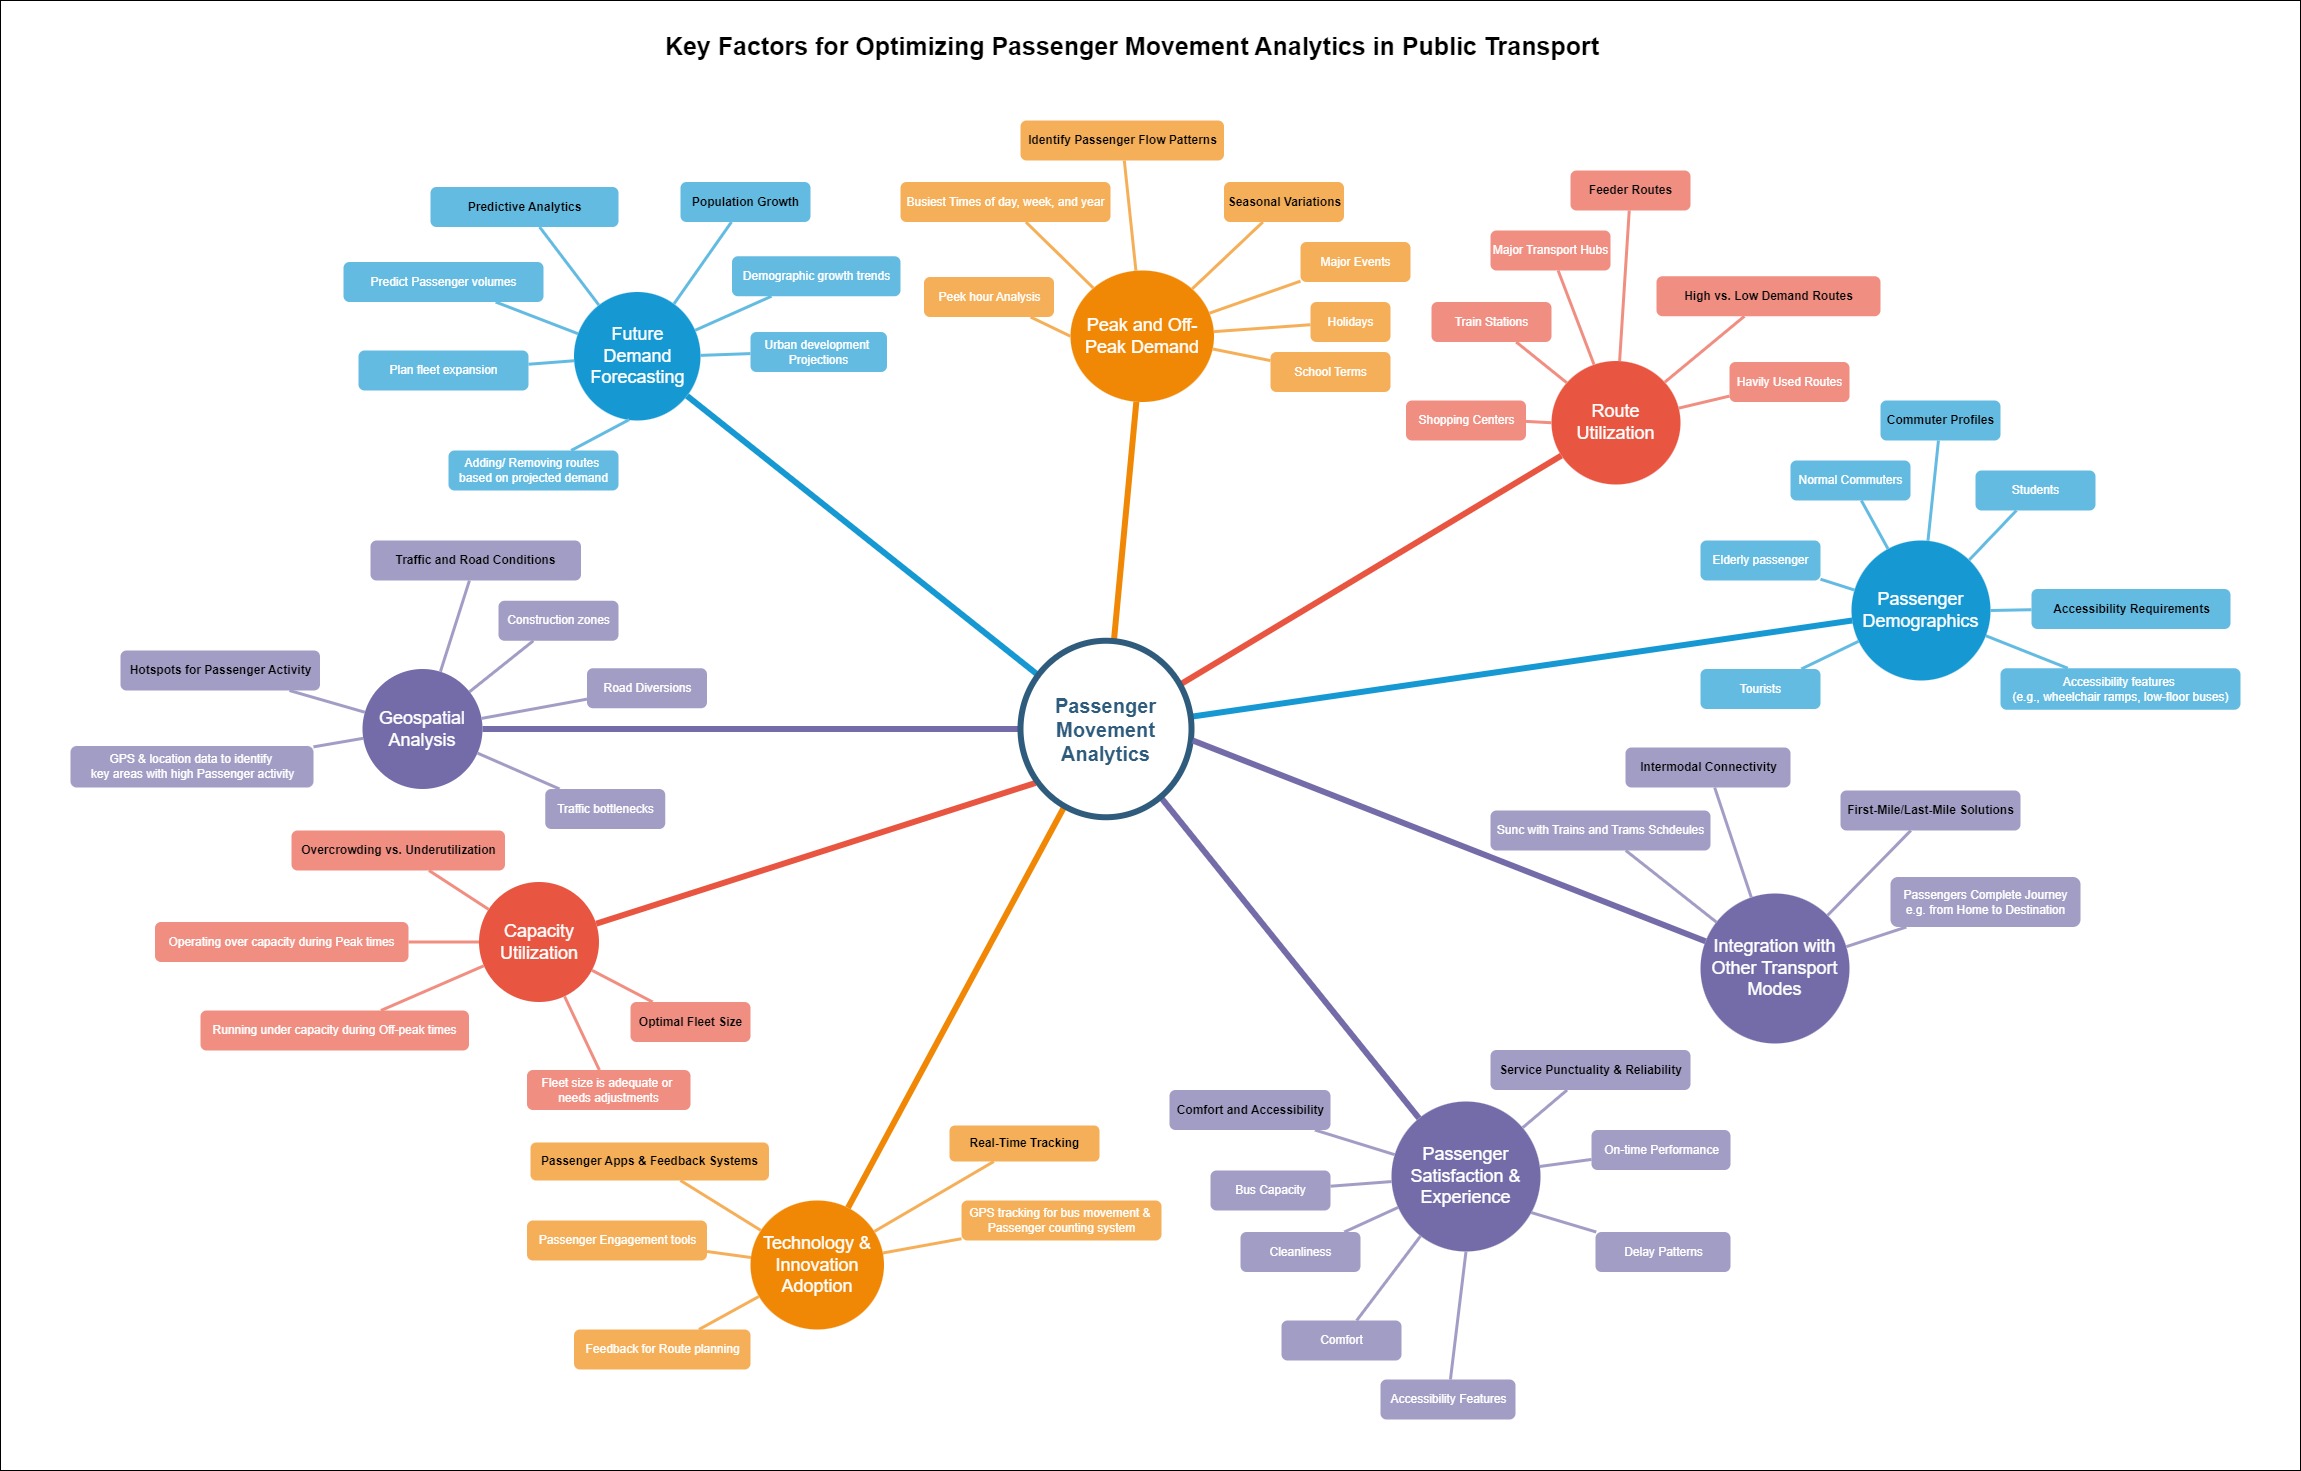 Key Factors for Optimizing Passenger Movement Analytics in Public Transport
Passenger
Movement
Analytics
Future
Demand
Forecasting
Predictive Analytics
Population Growth
Predict Passenger volumes
Demographic growth trends
Plan fleet expansion
Urban development
Projections
Adding/ Removing routes
based on projected demand
Peak and Off-
Peak Demand
Identify Passenger Flow Patterns
Busiest Times of day, week, and year
Seasonal Variations
Peek hour Analysis
Major Events
Holidays
School Terms
Route
Utilization
Feeder Routes
Major Transport Hubs
High vs. Low Demand Routes
Train Stations
Havily Used Routes
Shopping Centers
Passenger
Demographics
Commuter Profiles
Normal Commuters
Students
Elderly passenger
Accessibility Requirements
Tourists
Accessibility features
(e.g., wheelchair ramps, low-floor buses)
Integration with
Other Transport
Modes
Intermodal Connectivity
First-Mile/Last-Mile Solutions
Sunc with Trains and Trams Schdeules
Passengers Complete Journey
e.g. from Home to Destination
Passenger
Satisfaction &
Experience
Service Punctuality & Reliability
Comfort and Accessibility
On-time Performance
Bus Capacity
Cleanliness
Delay Patterns
Comfort
Accessibility Features
Technology &
Innovation
Adoption
Real-Time Tracking
Passenger Apps & Feedback Systems
GPS tracking for bus movement &
Passenger counting system
Passenger Engagement tools
Feedback for Route planning
Capacity
Utilization
Overcrowding vs. Underutilization
Operating over capacity during Peak times
Running under capacity during Off-peak times
Optimal Fleet Size
Fleet size is adequate or
needs adjustments
Geospatial
Analysis
Traffic and Road Conditions
Construction zones
Hotspots for Passenger Activity
Road Diversions
GPS & location data to identify
key areas with high Passenger activity
Traffic bottlenecks